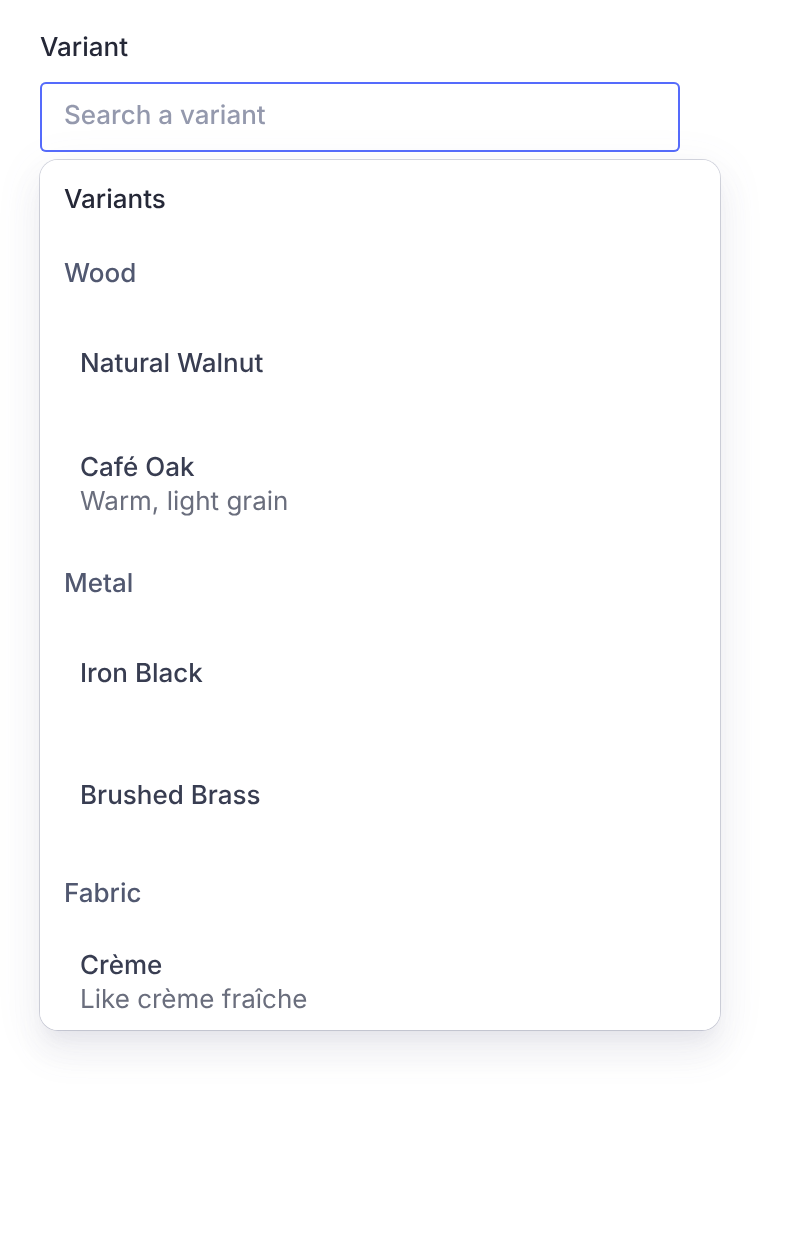 Variant
Search a variant
Variants
Wood
Natural Walnut
Café Oak
Warm, light grain
Metal
Iron Black
Brushed Brass
Fabric
Crème
Like crème fraîche